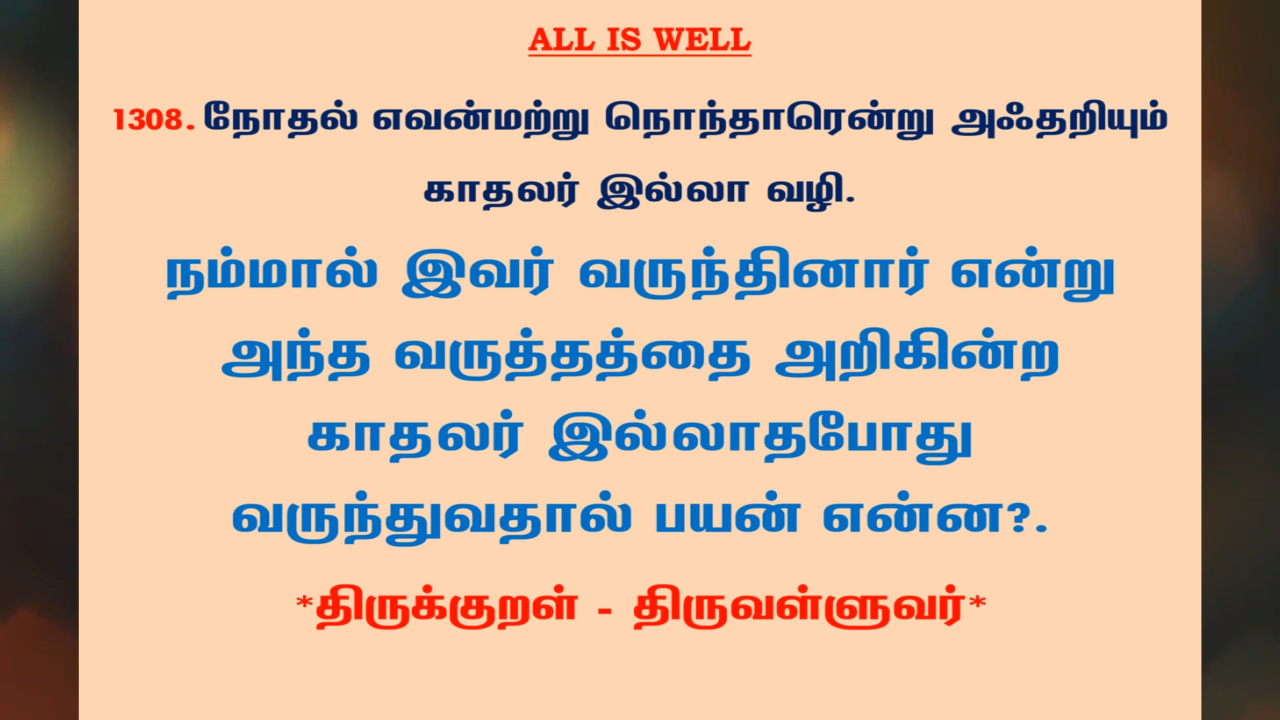 ALL IS WELL
1308. நோதல் எவன்மற்று நொந்தாரென்று அஃதறியும்
காதலர் இல்லா வழி.
நம்மால் இவர் வருந்தினார் என்று
அந்த வருத்தத்தை அறிகின்ற
காதலர் இல்லாதபோது
வருந்துவதால் பயன் என்ன?.
*திருக்குறள் - திருவள்ளுவர்*